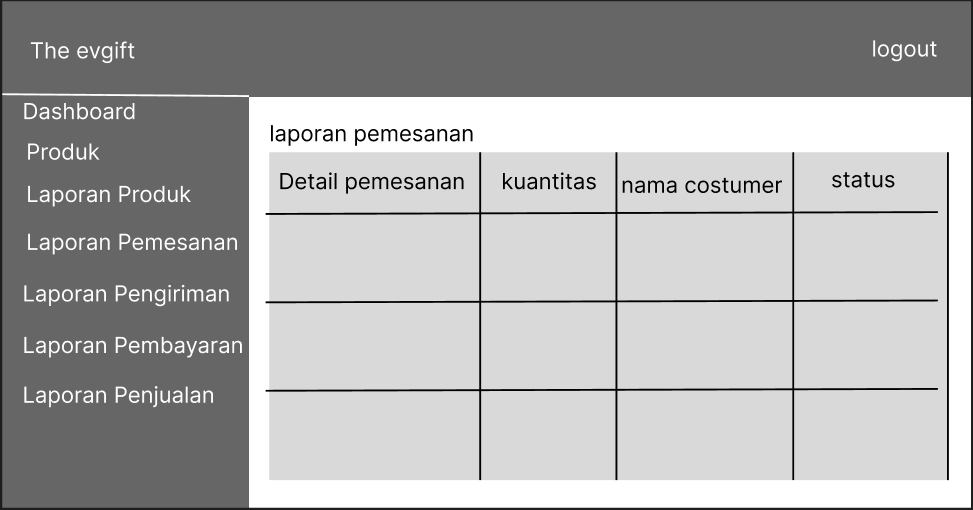 The evgift
logout
Dashboard
Produk
Laporan Produk
Laporan Pemesanan
Laporan Pengiriman
Laporan Pembayaran
Laporan Penjualan
laporan pemesanan
Detail pemesanan
kuantitas
nama costumer
status